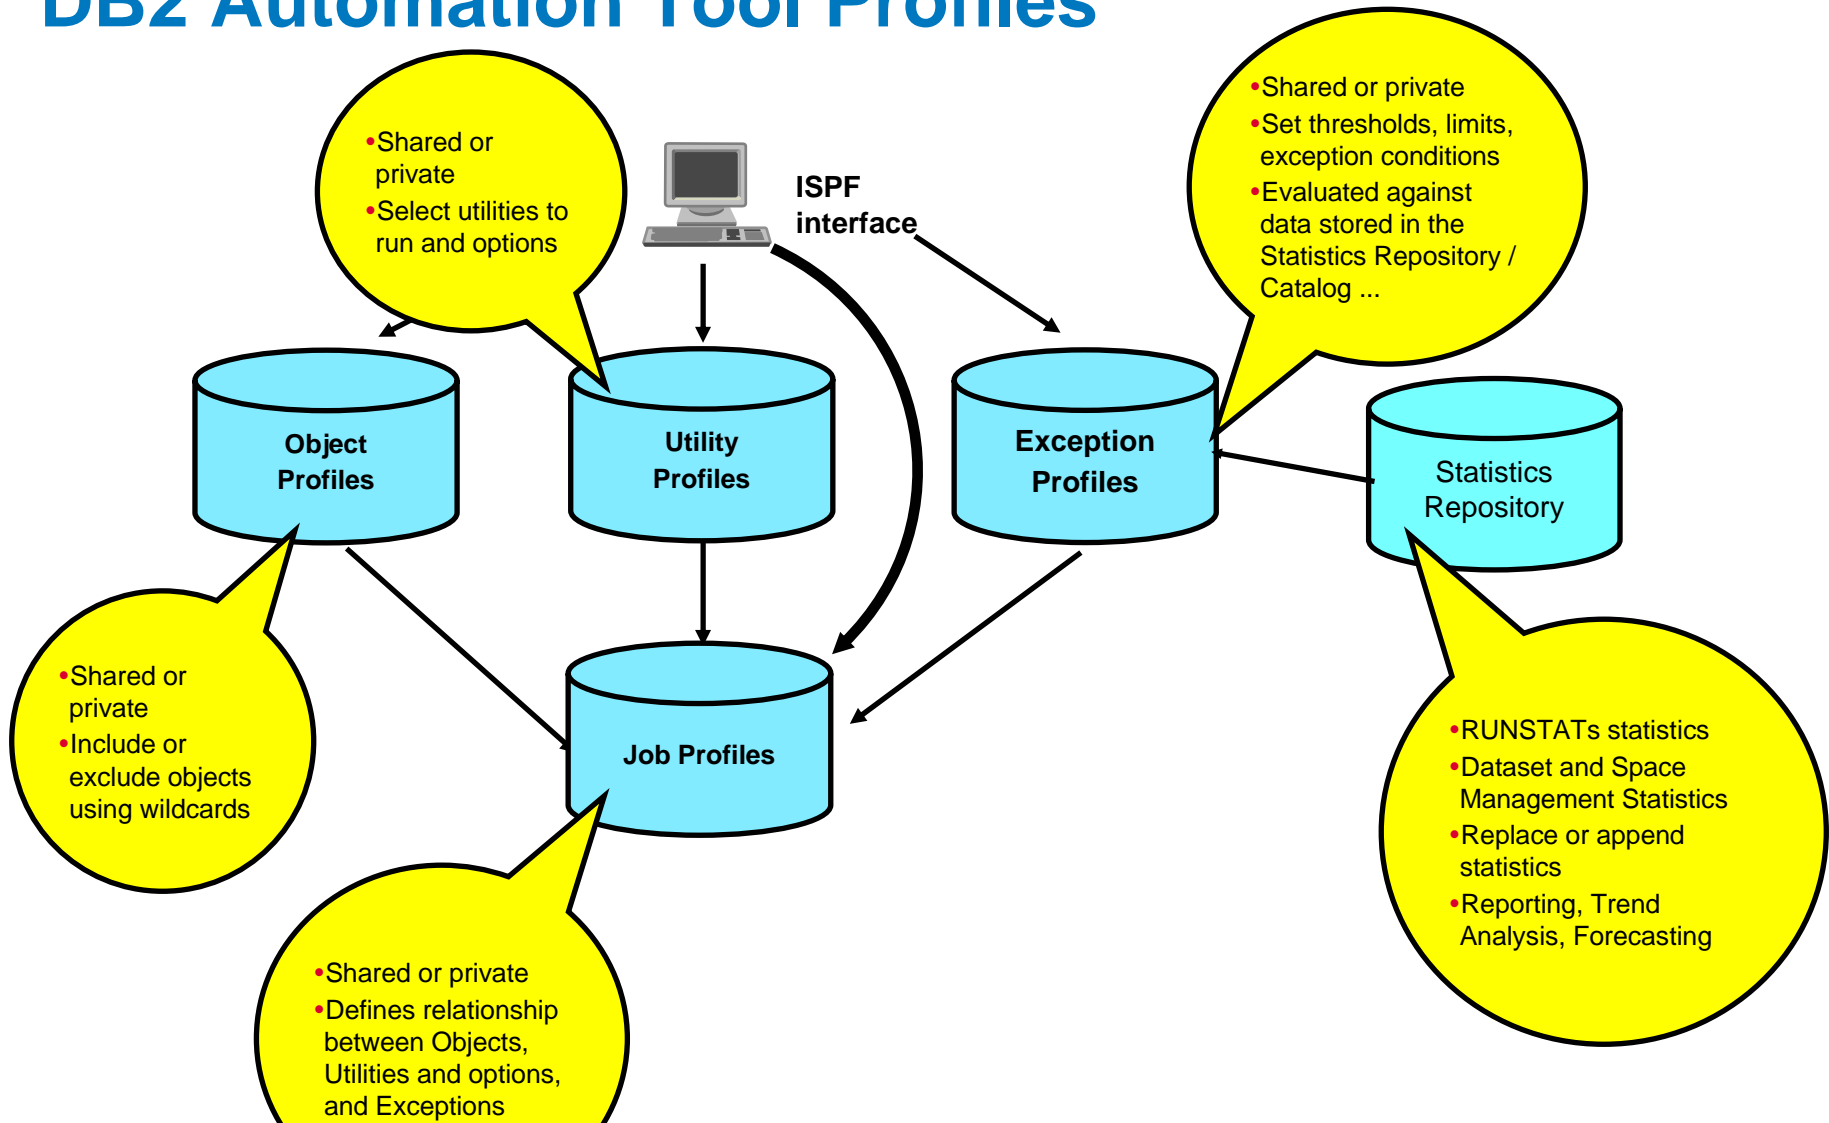 DB2 Automation Tool Profiles
•Shared or
private
•Select utilities to
run and options
ISPF
interface
•Shared or private
•Set thresholds, limits,
exception conditions
•Evaluated against
data stored in the
Statistics Repository /
Catalog ...
Object
Profiles
Utility
Profiles
Exception
Profiles
Statistics
Repository
•Shared or
private
•Include or
exclude objects
using wildcards
Job Profiles
•RUNSTATs statistics
•Dataset and Space
Management Statistics
•Replace or append
statistics
•Reporting, Trend
Analysis, Forecasting
•Shared or private
•Defines relationship
between Objects,
Utilities and options,
and Exceptions